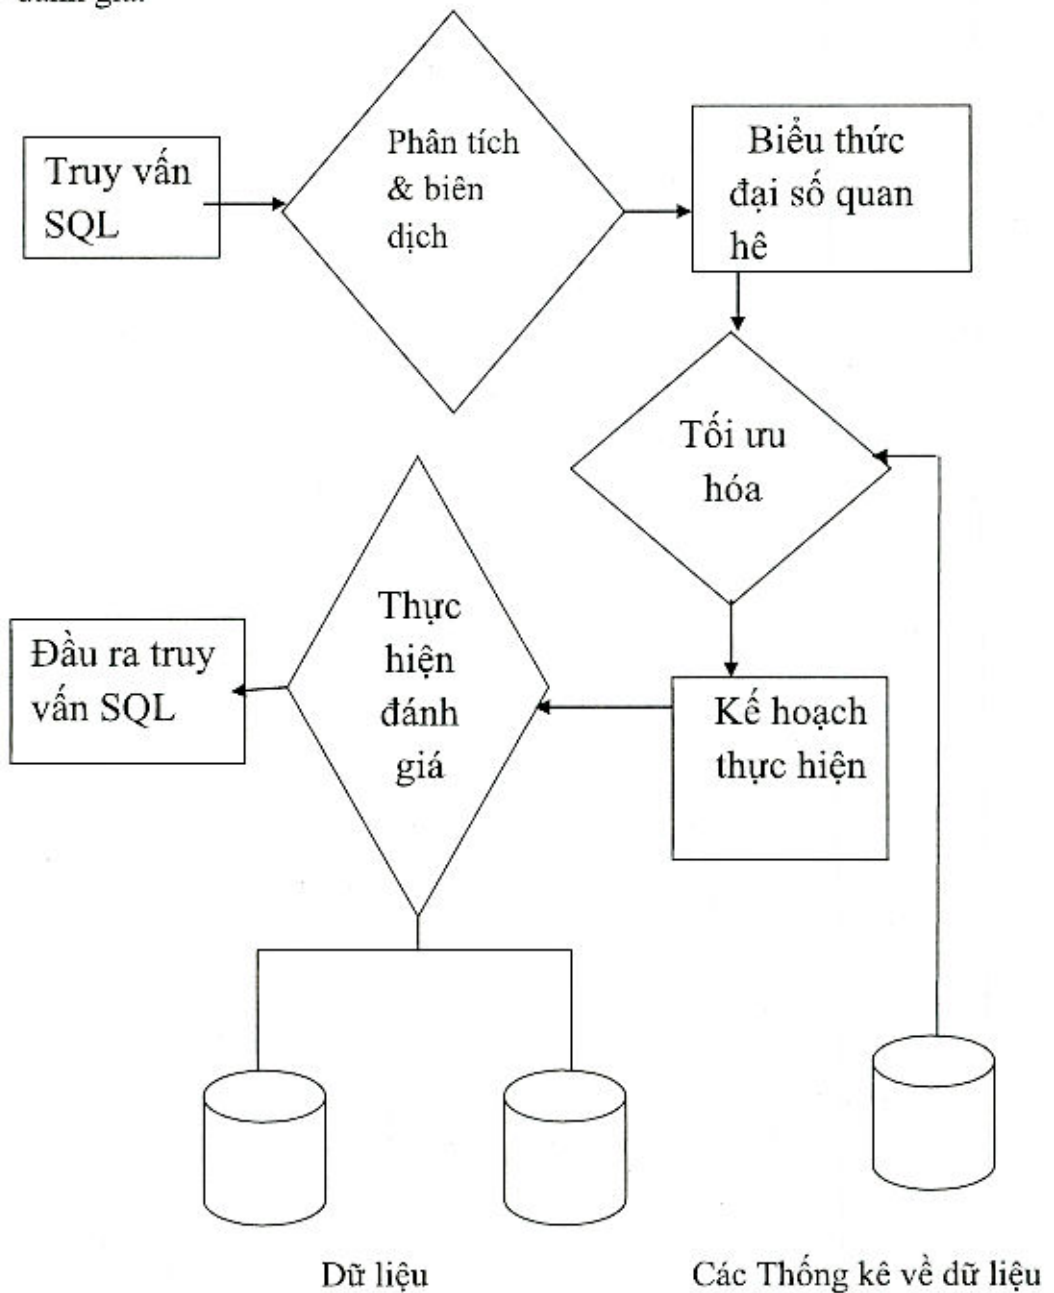 Truy vấn
SQL
Phân tích
& biên
dịch
Biểu thức
đại số quan
hê
Tối ưu
hóa
Kế hoạch
thực hiện
Thực
hiện
đánh
giá
Đầu ra truy
vấn SQL
Dữ liệu
Các Thống kê về dữ liệu